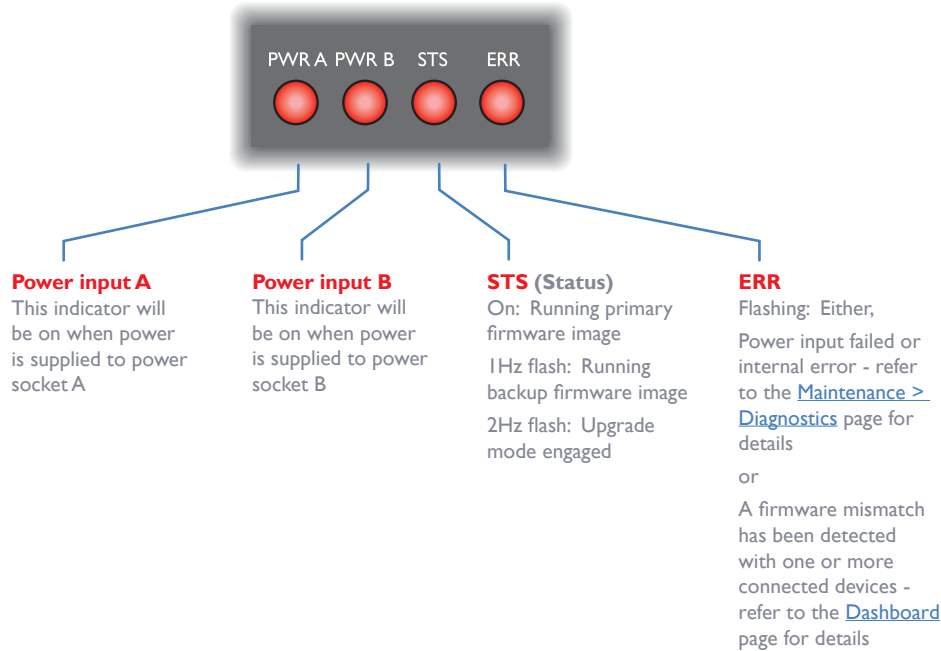 PWR A PWR B STS ERR
Power input A
This indicator will
be on when power
is supplied to power
socket A
Power input B
This indicator will
be on when power
is supplied to power
socket B
STS (Status)
On: Running primary
firmware image
1Hz flash: Running
backup firmware image
2Hz flash: Upgrade
mode engaged
ERR
Flashing: Either,
Power input failed or
internal error - refer
to the Maintenance >
Diagnostics page for
details
or
A firmware mismatch
has been detected
with one or more
connected devices -
refer to the Dashboard
page for details